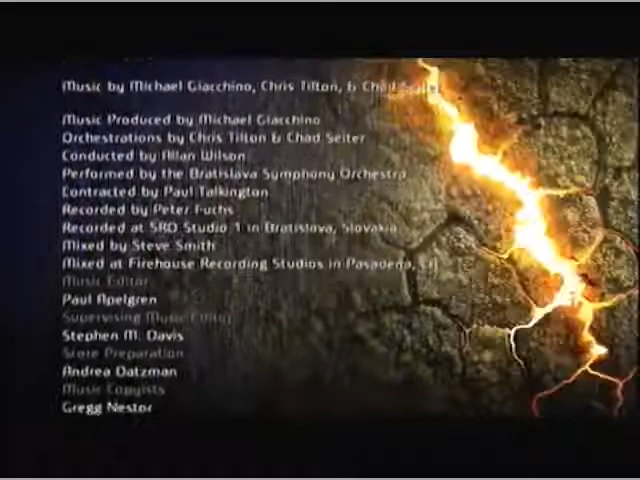 Music by Michael Giacchino, Chris Tilton, & Chad Seiter
Music Produced by Michael Giacchino
Orchestrations by Chris Tilton & Chad Seiter
Conducted by Allan Wilson
Performed by the Bratislava Symphony Orchestra
Contracted by Paul Talkington
Recorded by Peter Fuchs
Recorded at SRO Studio 1 in Bratislava, Slovakia
Mixed by Steve Smith
Mixed at Firehouse Recording Studios in Pasadena,
Music Editor
Paul Apelgren
Supervising Music Editor
Stephen M. Davis
Score Preparation
Andrea Datzman
Music Copyists
Gregg Nestor